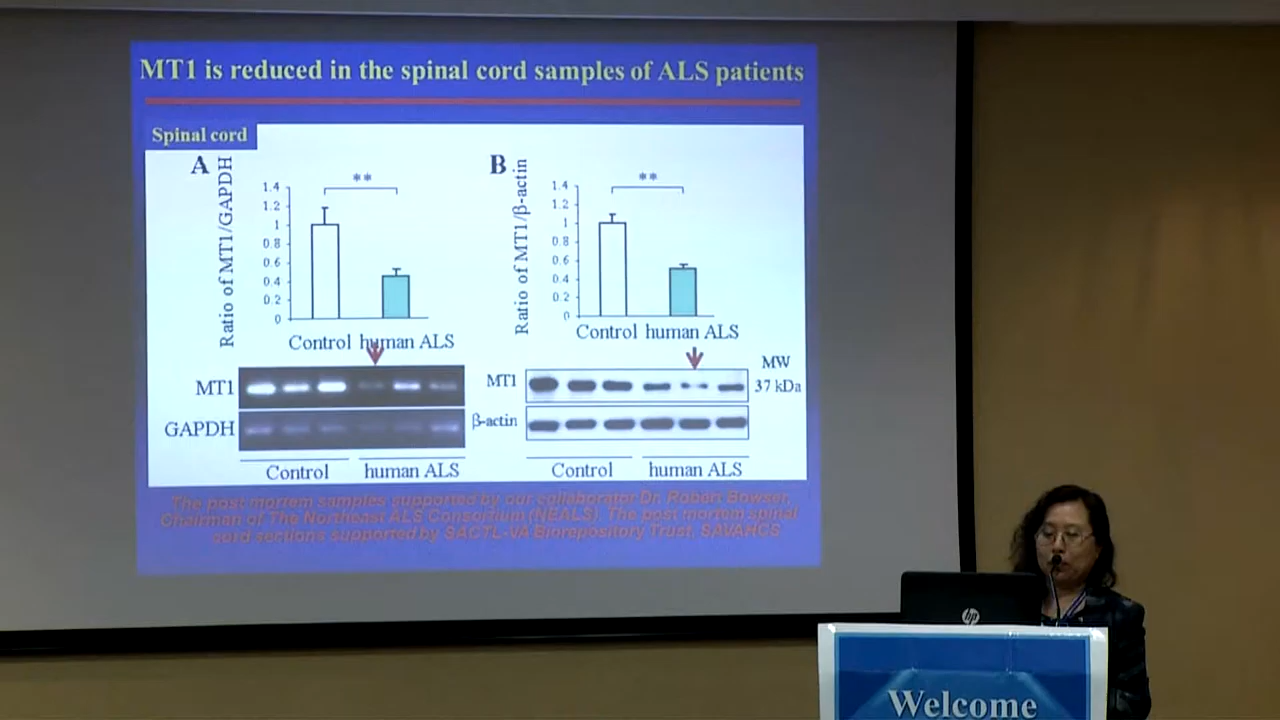 MT1 is reduced in the spinal cord samples of ALS patients
Spinal cord
A
Ratio of MT1/GAPDH
**
1.4
1.2
1
0.8
0.6
0.4
0.2
0
Control human ALS
MT1
GAPDH
Control human ALS
B
Ratio of MT1/β-actin
**
1.4
1.2
1
0.8
0.6
0.4
0.2
0
Control human ALS
MW
MT1
37 kDa
β-actin
Control human ALS
The post mortem samples supported by our collaborator Dr. Robert Bowser,
Chairman of The Northeast ALS Consortium (NEALS). The post mortem spinal
cord sections supported by SACTL-VA Biorepository Trust, SAVAHCS
hp
Welcome